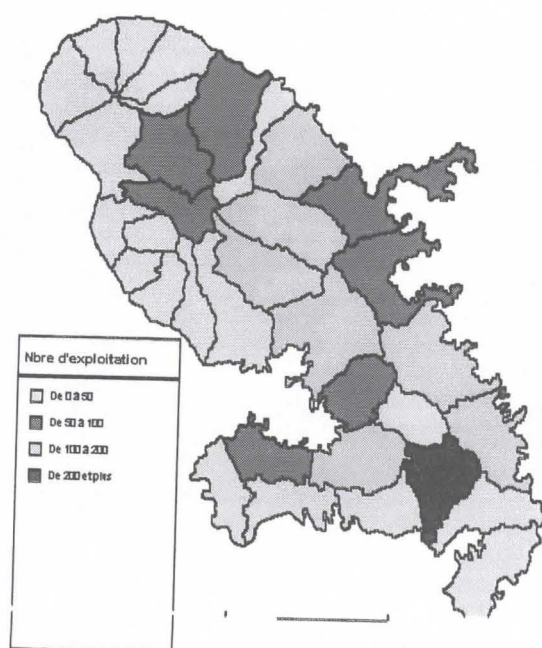 Nbre d'exploitation
De 0 à 50
De 50 à 100
De 100 à 200
De 200 et plus